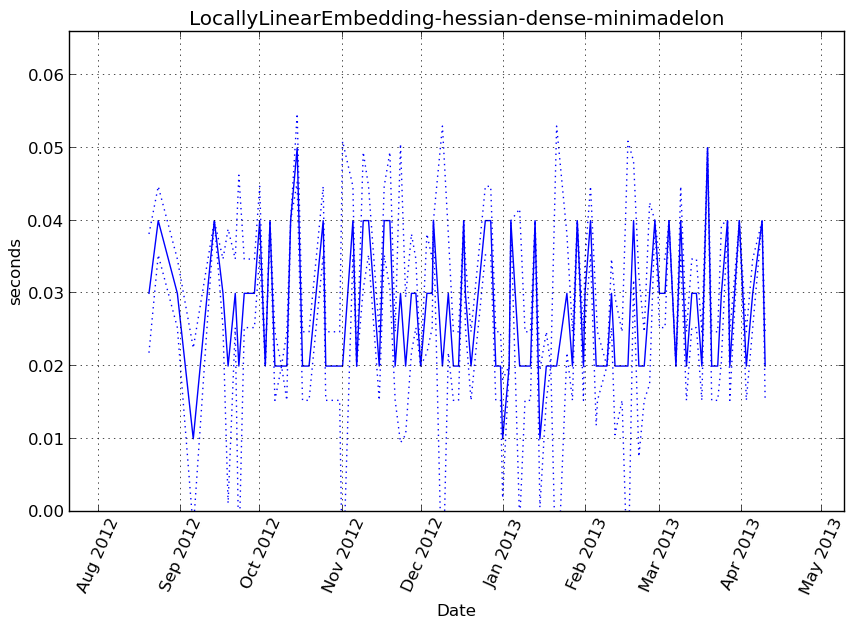 LocallyLinearEmbedding-hessian-dense-minimadelon
0.06
0.05
0.04
0.03
0.02
0.01
0.00
seconds
Aug 2012
Sep 2012
Oct 2012
Nov 2012
Dec 2012
Jan 2013
Feb 2013
Mar 2013
Apr 2013
May 2013
Date